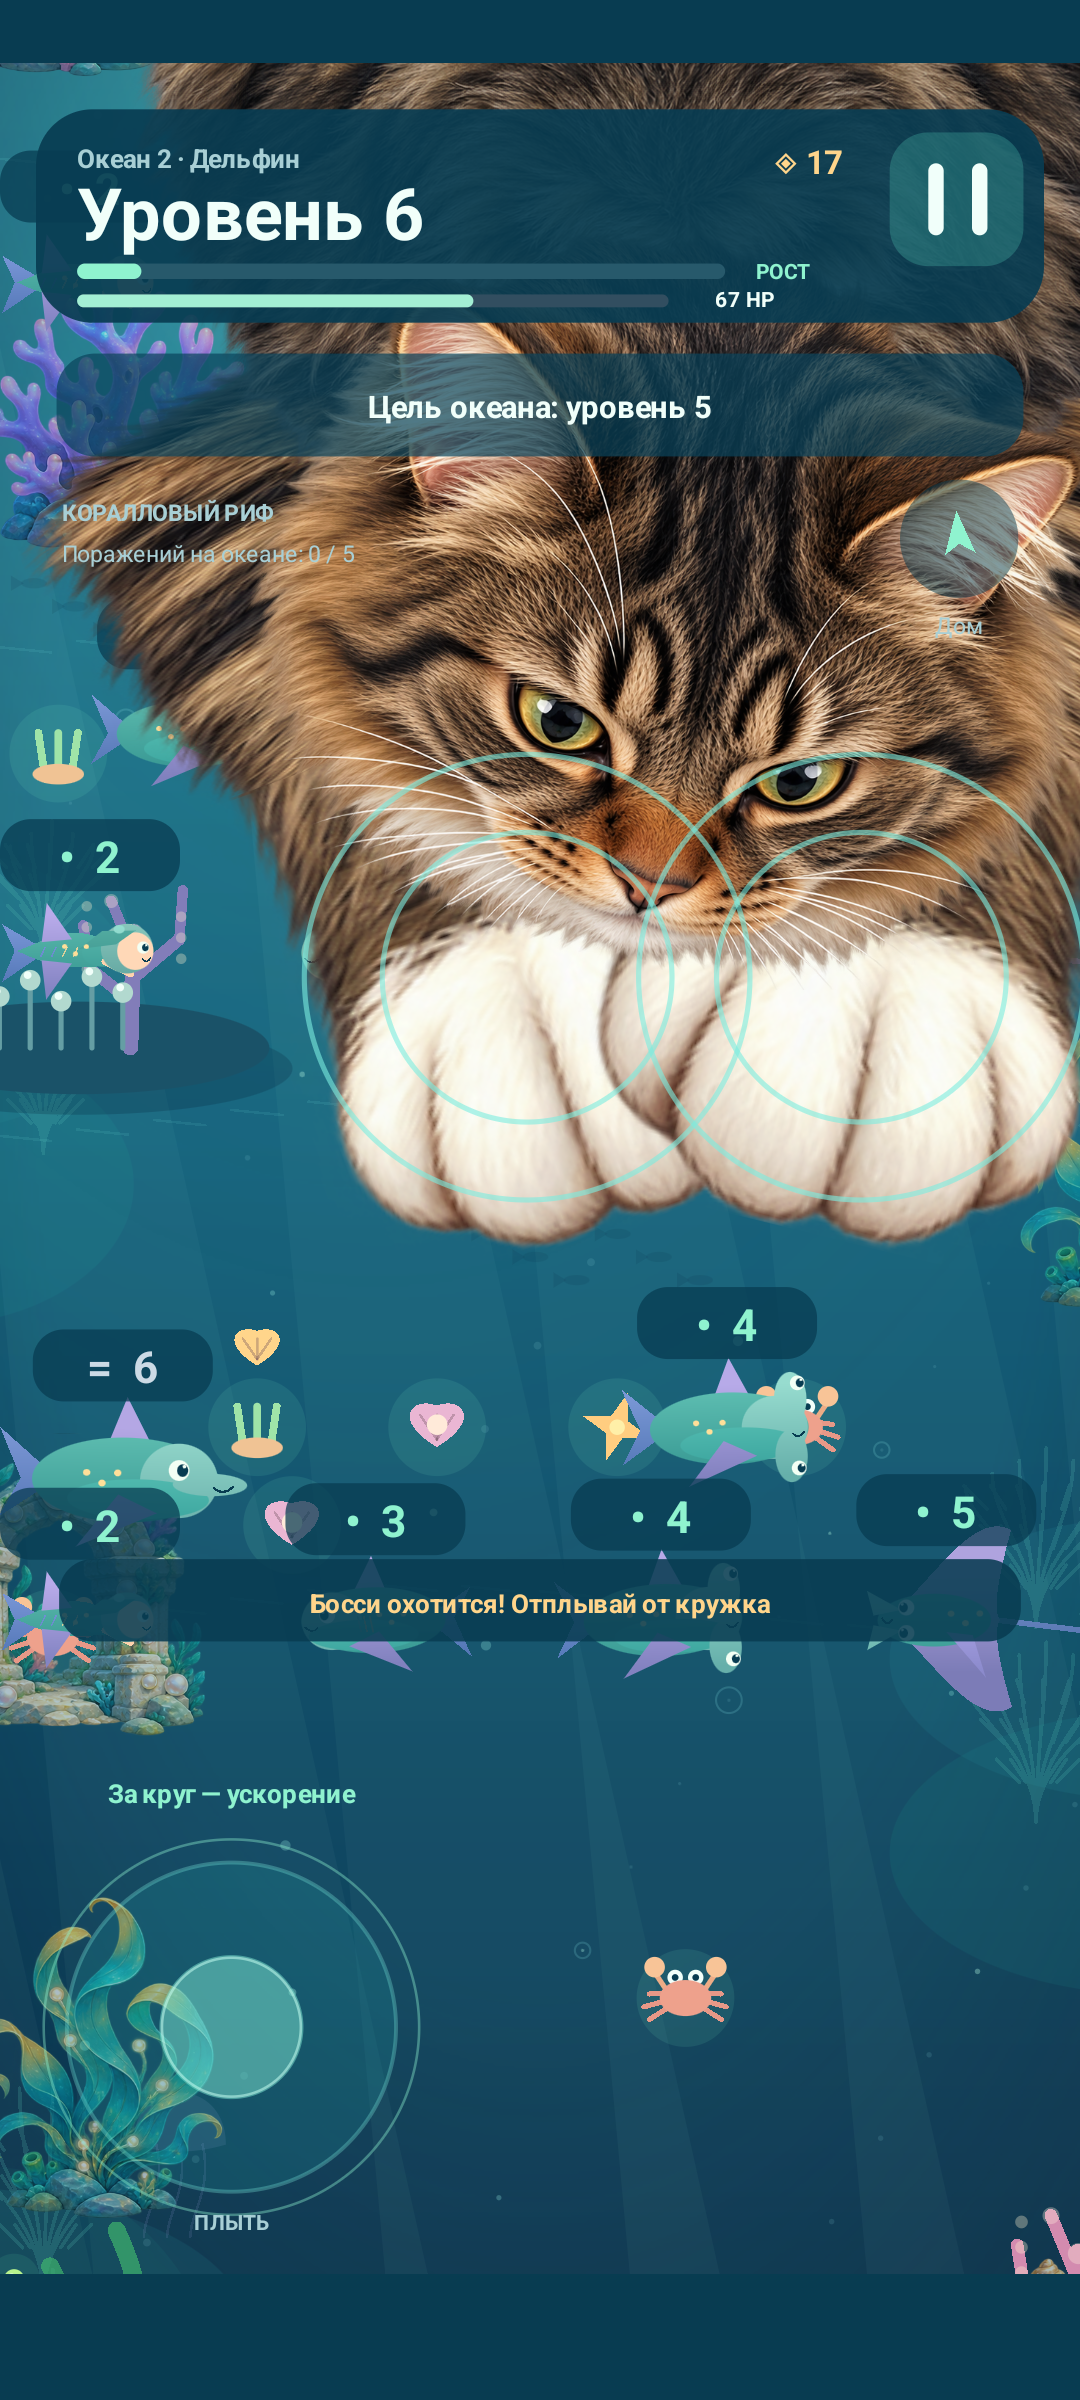 Океан 2 · Дельфин
17
Уровень 6
РОСТ
67 HP
Цель океана: уровень 5
КОРАЛЛОВЫЙ РИФ
Поражений на океане: 0 / 5
Дом
• 2
• 4
= 6
• 2
• 3
• 4
• 5
Босси охотится! Отплывай от кружка
За круг — ускорение
ПЛЫТЬ